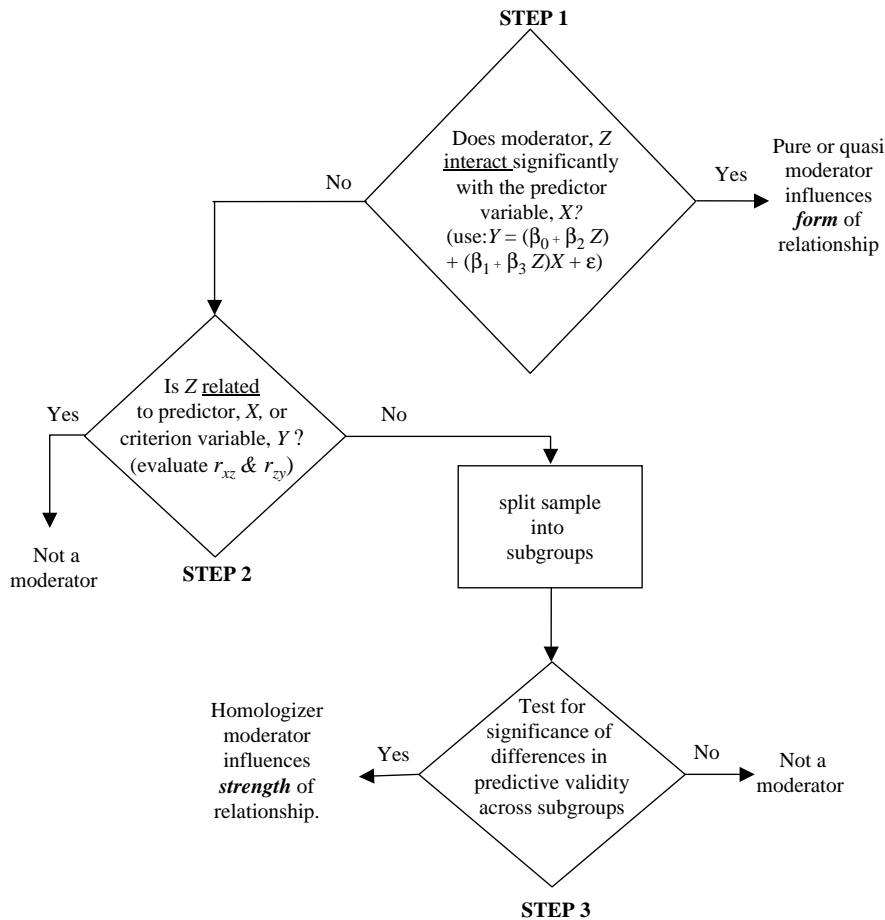 STEP 1
Does moderator, Z
interact significantly
with the predictor
variable, X?
(use:Y = (β0 + β2 Z)
+ (β1 + β3 Z)X + ε)
No
Yes
Pure or quasi
moderator
influences
form of
relationship
Is Z related
to predictor, X, or
criterion variable, Y ?
(evaluate rxz & rzy)
Yes
No
Not a
moderator
STEP 2
split sample
into
subgroups
Test for
significance of
differences in
predictive validity
across subgroups
Yes
No
Homologizer
moderator
influences
strength of
relationship.
Not a
moderator
STEP 3